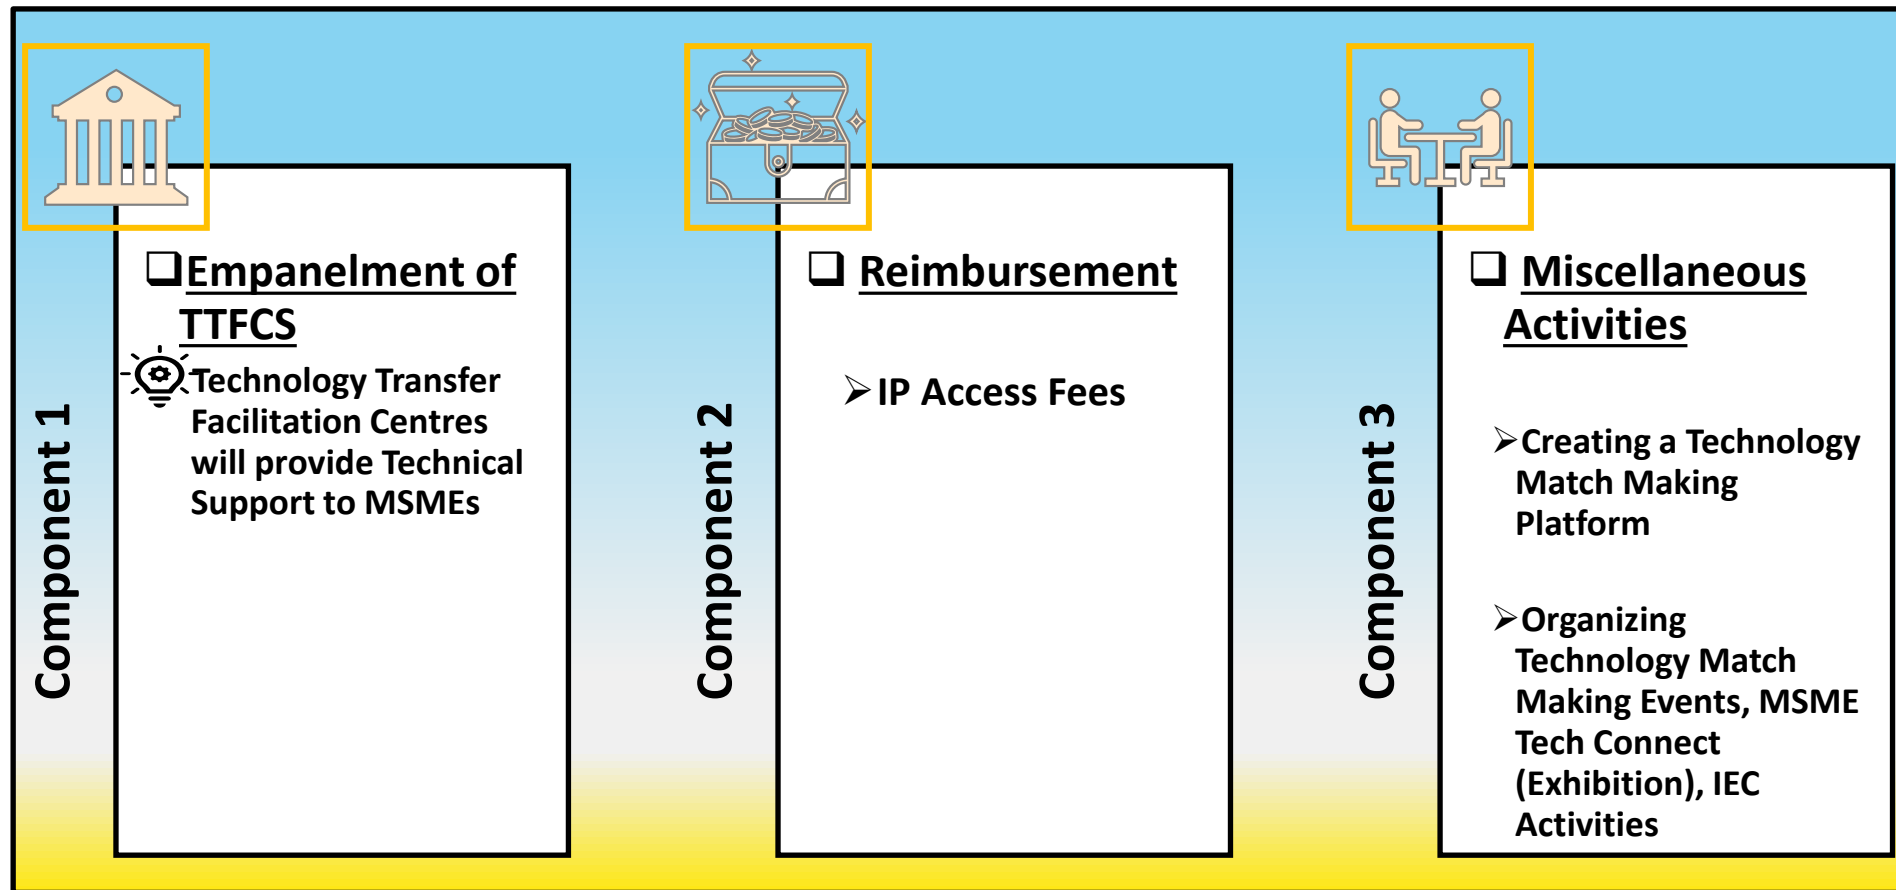 Component 1
❑Empanelment of
TTFCS
Technology Transfer
Facilitation Centres
will provide Technical
Support to MSMEs
Component 2
❑ Reimbursement
➢IP Access Fees
Component 3
❑ Miscellaneous
Activities
➢Creating a Technology
Match Making
Platform
➢Organizing
Technology Match
Making Events, MSME
Tech Connect
(Exhibition), IEC
Activities